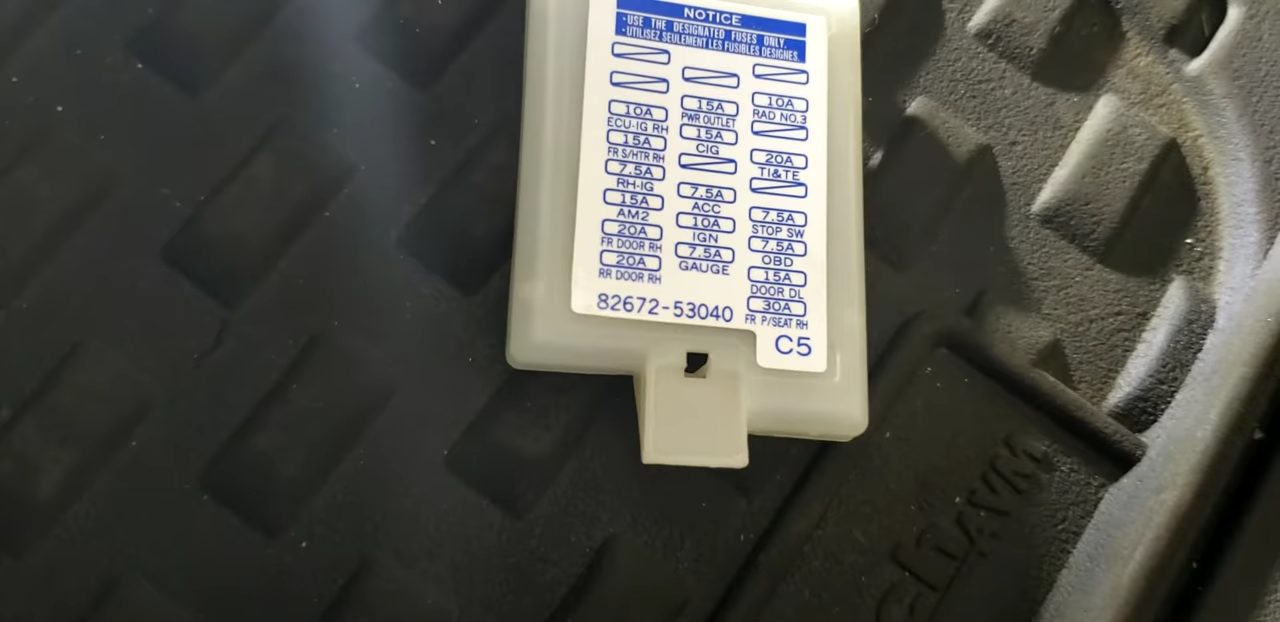 NOTICE
·USE THE DESIGNATED FUSES ONLY.
·UTILISEZ SEULEMENT LES FUSIBLES DESIGNES.
10A
ECU-IG RH
15A
FR S/HTR RH
7.5A
RH-IG
15A
AM2
20A
FR DOOR RH
20A
RR DOOR RH
15A
PWR OUTLET
15A
CIG
7.5A
ACC
10A
IGN
7.5A
GAUGE
10A
RAD NO.3
20A
TI&TE
7.5A
STOP SW
7.5A
OBD
15A
DOOR DL
30A
FR P/SEAT RH
82672-53040
C5